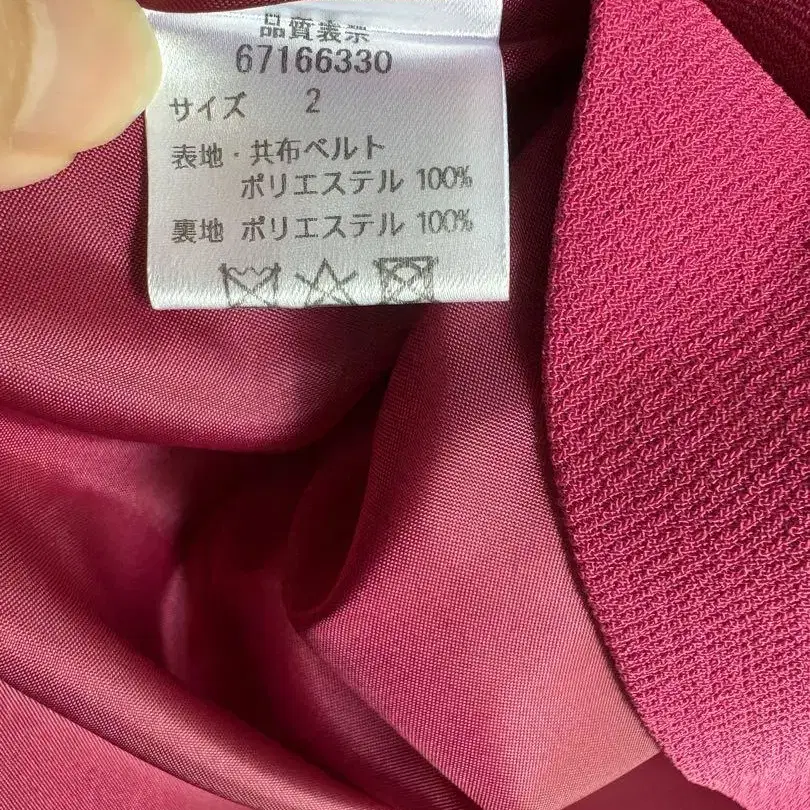 品質表示
67166330
サイズ 2
表地・共布ベルト
ポリエステル 100%
裏地 ポリエステル 100%